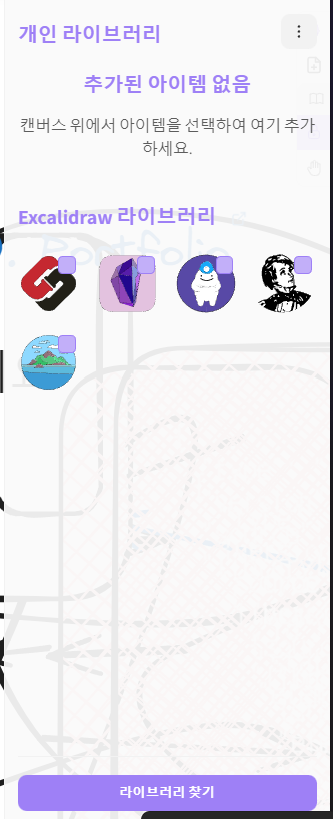 개인 라이브러리
추가된 아이템 없음
캔버스 위에서 아이템을 선택하여 여기 추가
하세요.
Excalidraw 라이브러리
. Portfolio
라이브러리 찾기